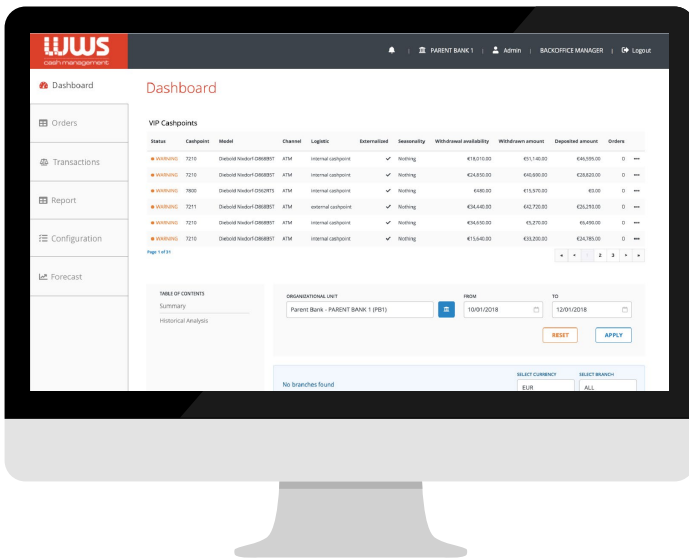 WWS
cash management
PARENT BANK 1 | Admin | BACKOFFICE MANAGER | Logout
Dashboard
Orders
Transactions
Report
Configuration
Forecast
Dashboard
VIP Cashpoints
Status Cashpoint Model Channel Logistic Externalized Seasonality Withdrawal availability Withdrawn amount Deposited amount Orders
WARNING 7210 Diebold Nixdorf-D868957 ATM internal cashpoint ✓ Nothing €18,010.00 €51,140.00 €46,595.00 0
WARNING 7210 Diebold Nixdorf-D868957 ATM internal cashpoint ✓ Nothing €24,850.00 €40,690.00 €28,820.00 0
WARNING 7800 Diebold Nixdorf-D562975 ATM internal cashpoint ✓ Nothing €480.00 €15,570.00 €0.00 0
WARNING 7211 Diebold Nixdorf-D868957 ATM external cashpoint ✓ Nothing €34,440.00 €42,720.00 €26,290.00 0
WARNING 7210 Diebold Nixdorf-D868957 ATM internal cashpoint ✓ Nothing €34,650.00 €5,270.00 €6,490.00 0
WARNING 7210 Diebold Nixdorf-D868957 ATM internal cashpoint ✓ Nothing €15,640.00 €33,200.00 €24,785.00 0
Page 1 of 31
1 2 3
TABLE OF CONTENTS
Summary
Historical Analysis
ORGANIZATIONAL UNIT FROM TO
Parent Bank - PARENT BANK 1 (PB1) 10/01/2018 12/01/2018
RESET APPLY
SELECT CURRENCY SELECT BRANCH
No branches found EUR ALL